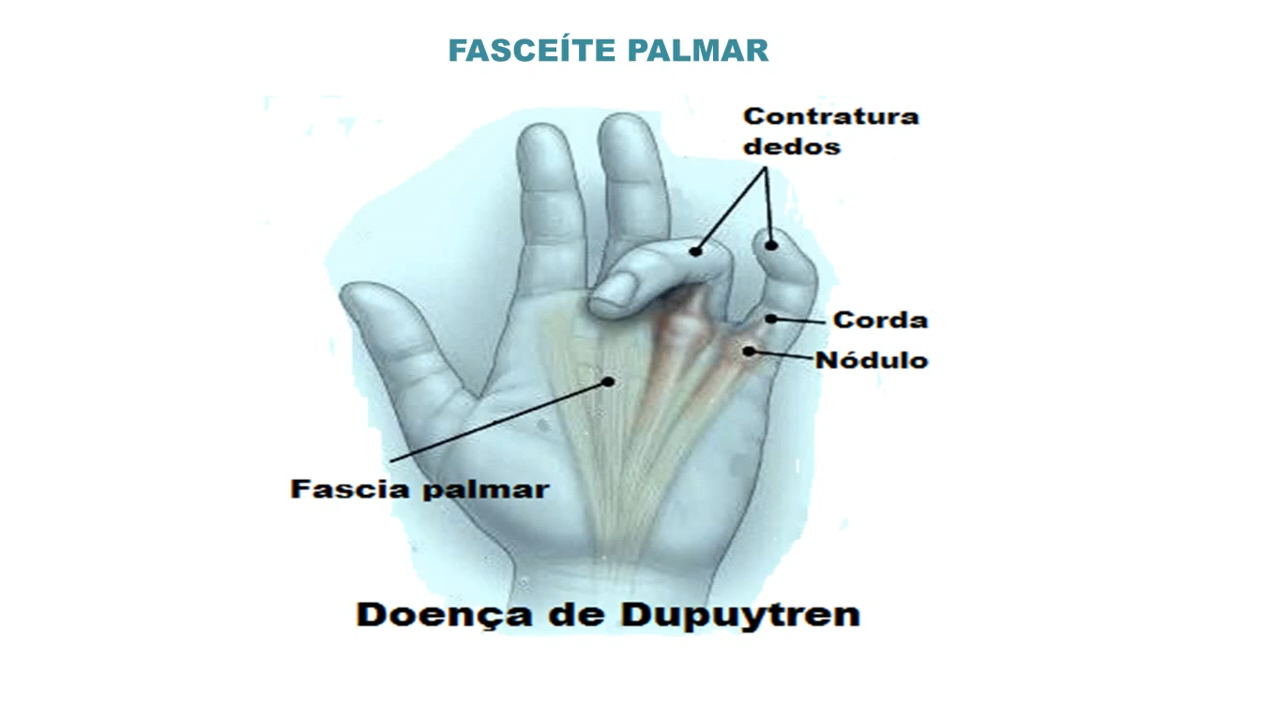 FASCEÍTE PALMAR
Contratura
dedos
Corda
Nódulo
Fascia palmar
Doença de Dupuytren